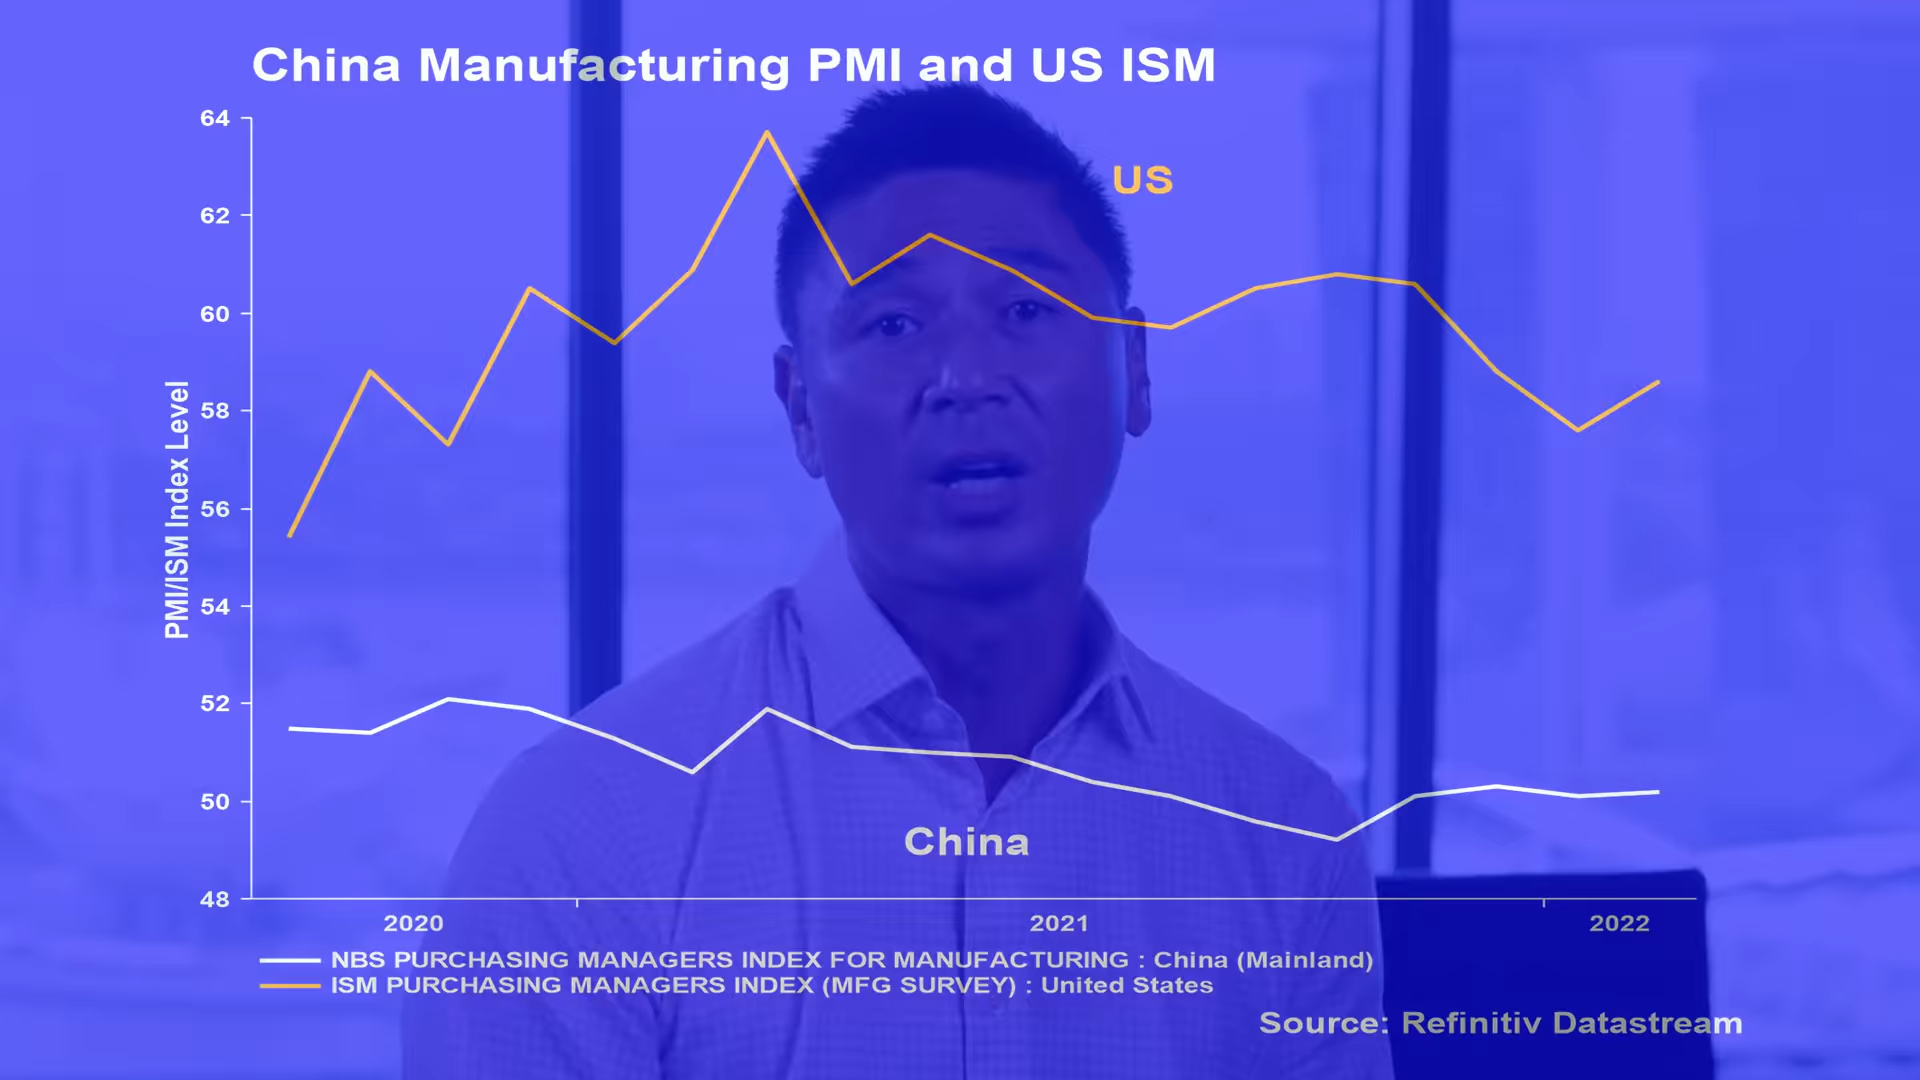 China Manufacturing PMI and US ISM
64
62
60
58
56
54
52
50
48
PMI/ISM Index Level
US
China
2020
2021
2022
NBS PURCHASING MANAGERS INDEX FOR MANUFACTURING : China (Mainland)
ISM PURCHASING MANAGERS INDEX (MFG SURVEY) : United States
Source: Refinitiv Datastream